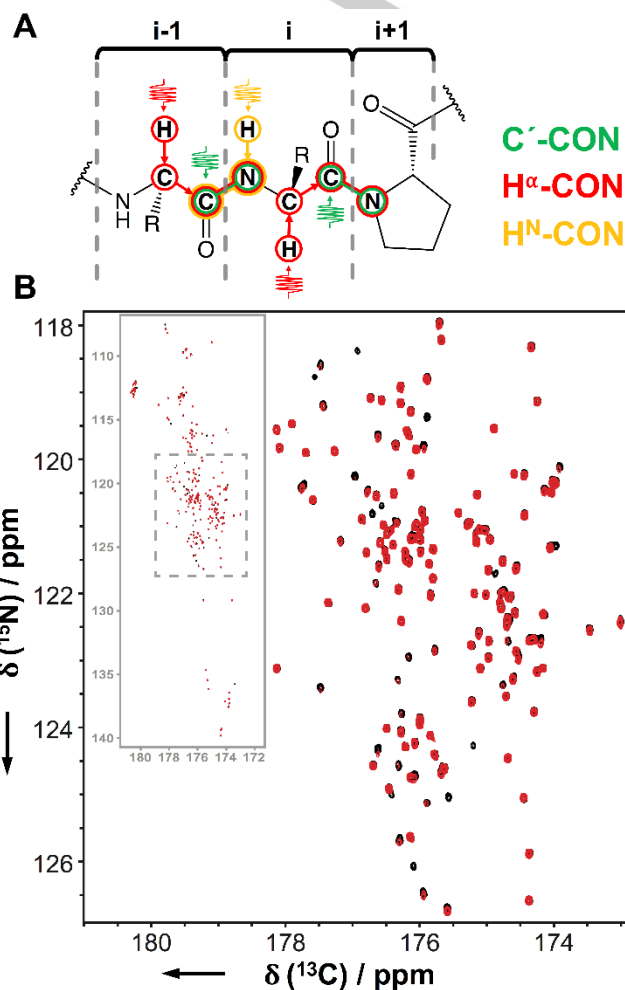 A
i-1 i i+1
H H O O
R
C N C N
N H R C O H
C´-CON
Hα-CON
HN-CON
B
118
120
122
124
126
δ (15N) / ppm
110
115
120
125
130
135
140
180 178 176 174 172
180 178 176 174
δ (13C) / ppm